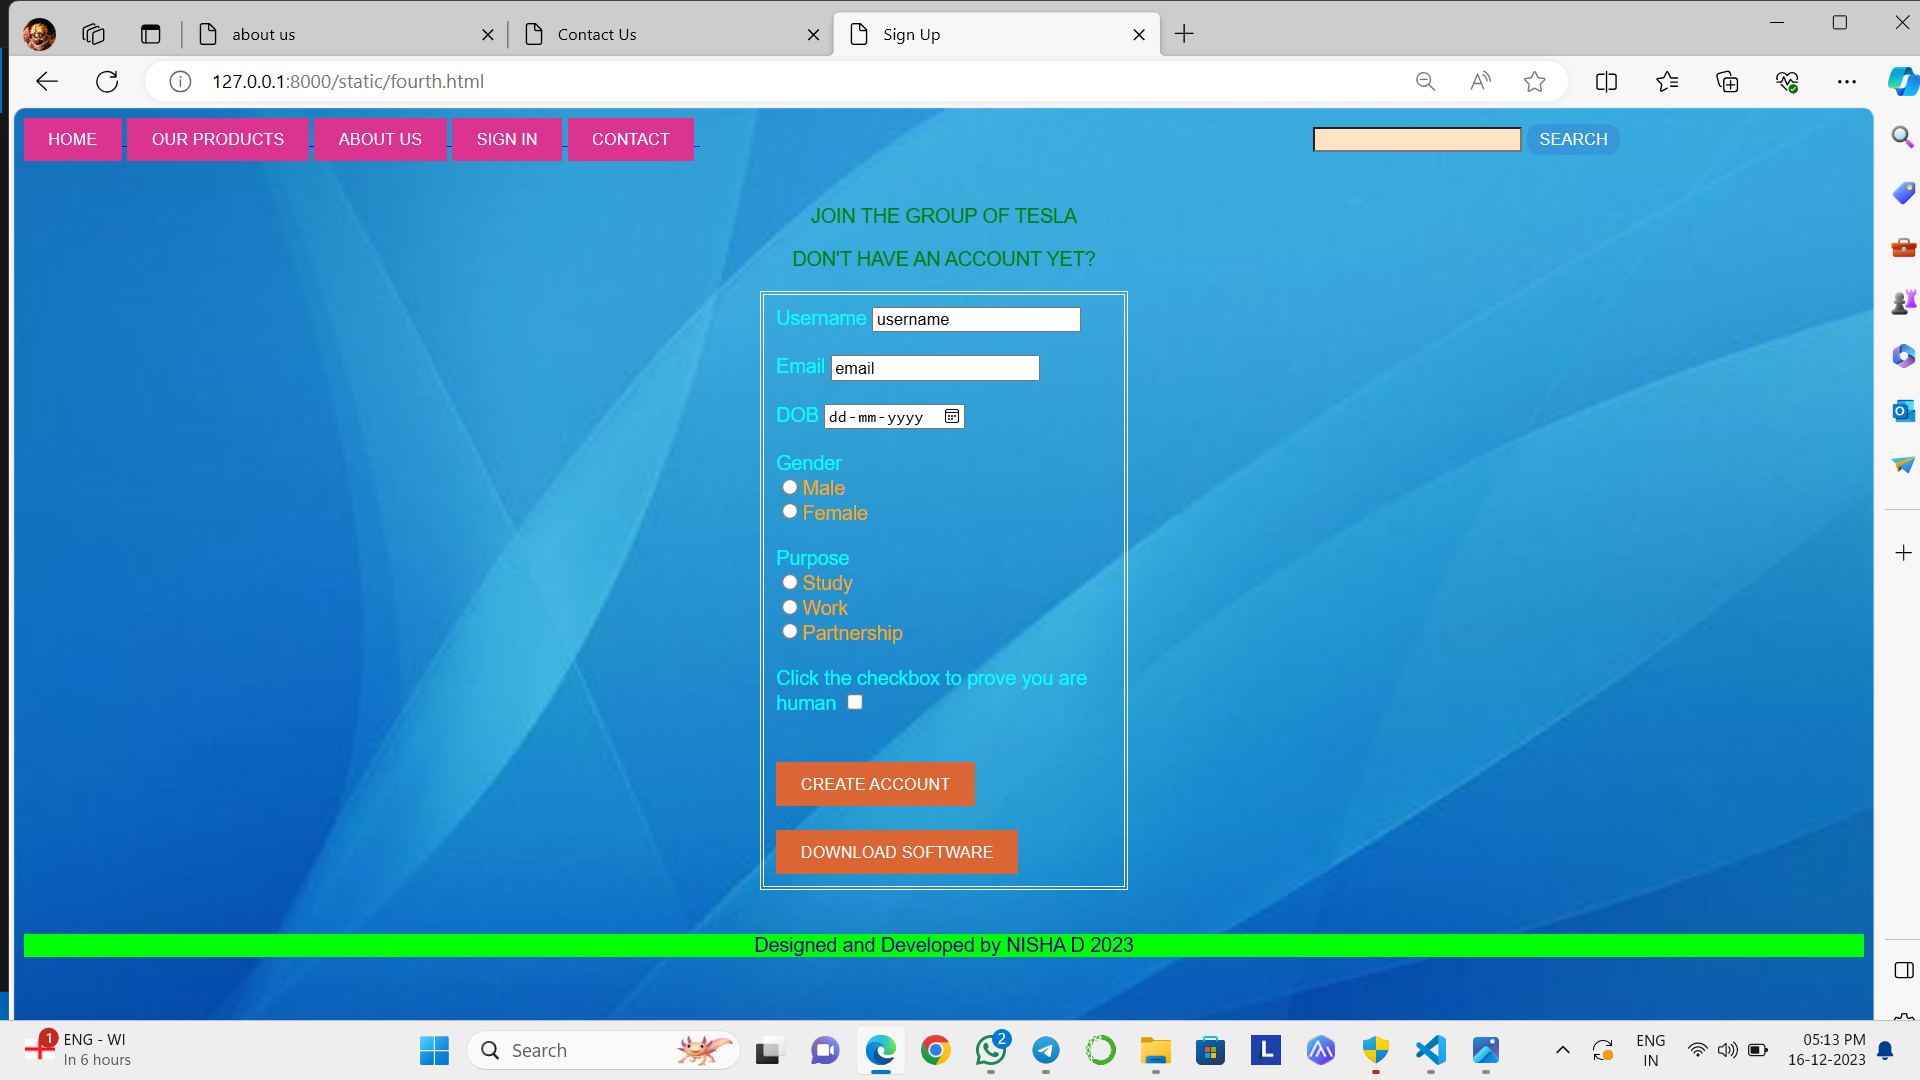 about us
Contact Us
Sign Up
127.0.0.1:8000/static/fourth.html
HOME OUR PRODUCTS ABOUT US SIGN IN CONTACT SEARCH
JOIN THE GROUP OF TESLA
DON'T HAVE AN ACCOUNT YET?
Username username
Email email
DOB dd-mm-yyyy
Gender
Male
Female
Purpose
Study
Work
Partnership
Click the checkbox to prove you are
human
CREATE ACCOUNT
DOWNLOAD SOFTWARE
Designed and Developed by NISHA D 2023
1
ENG - WI
In 6 hours
Search
2
L
ENG
IN
05:13 PM
16-12-2023